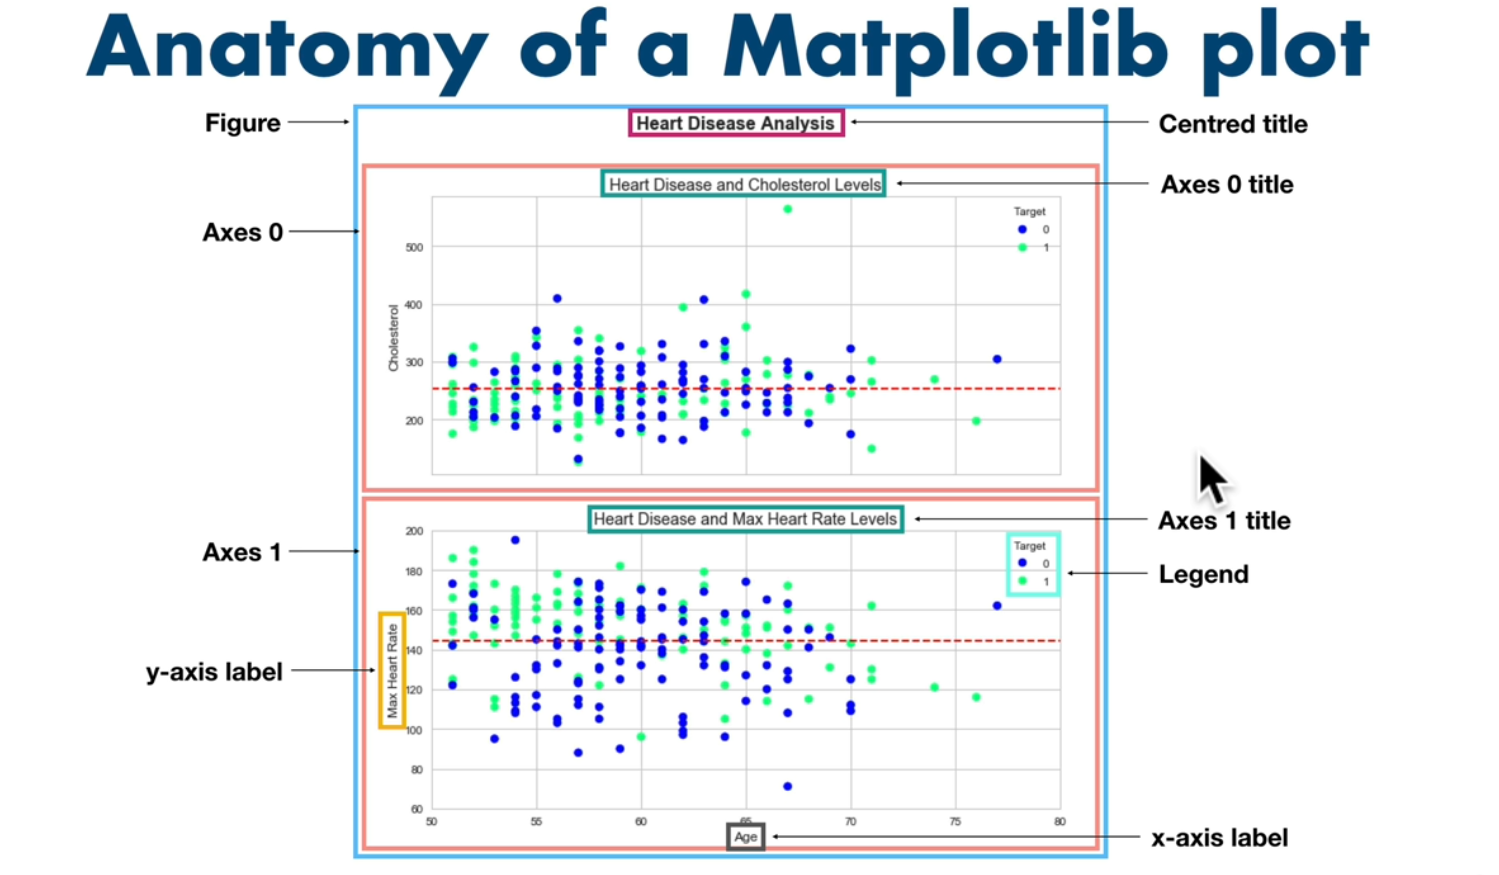 Anatomy of a Matplotlib plot
Figure
Heart Disease Analysis
Centred title
Heart Disease and Cholesterol Levels
Axes 0 title
Axes 0
Target
0
1
500
400
300
200
Cholesterol
Heart Disease and Max Heart Rate Levels
Axes 1 title
Axes 1
Target
0
1
Legend
200
180
160
140
120
100
80
60
Max Heart Rate
y-axis label
50 55 60 65 70 75 80
Age
x-axis label